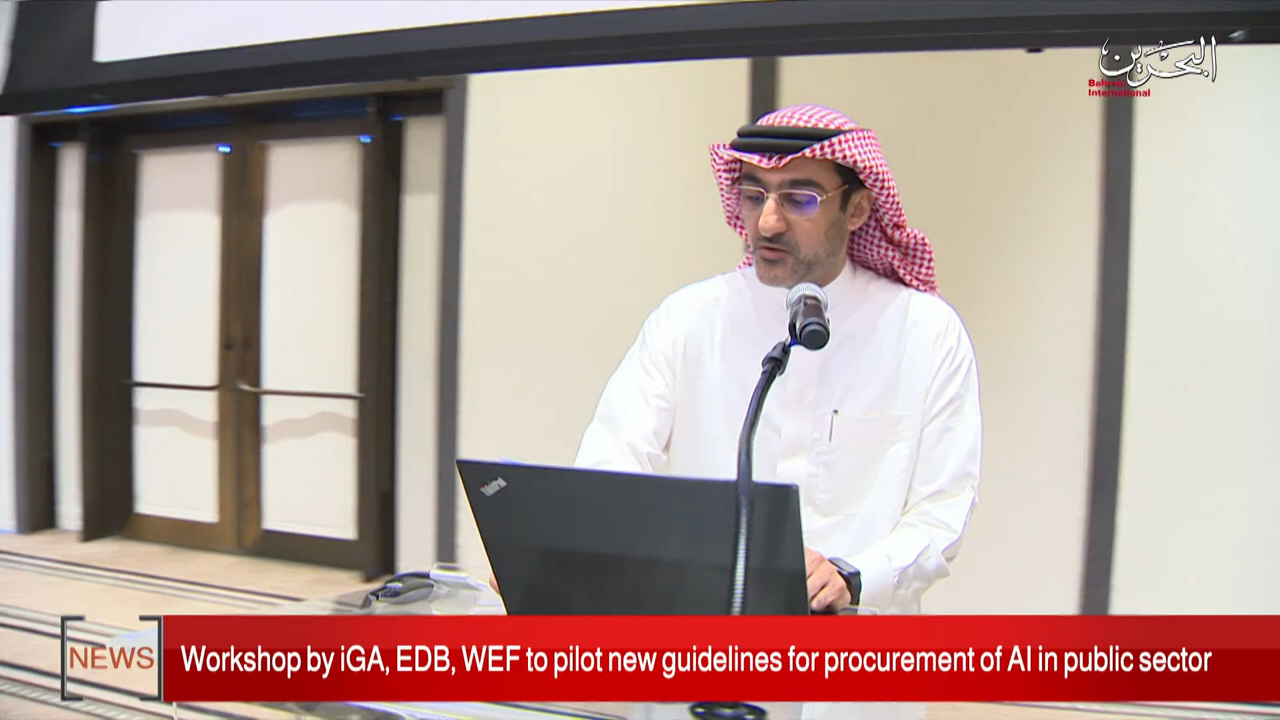 البحرين
Bahrain
International
ThinkPad
NEWS
Workshop by iGA, EDB, WEF to pilot new guidelines for procurement of AI in public sector